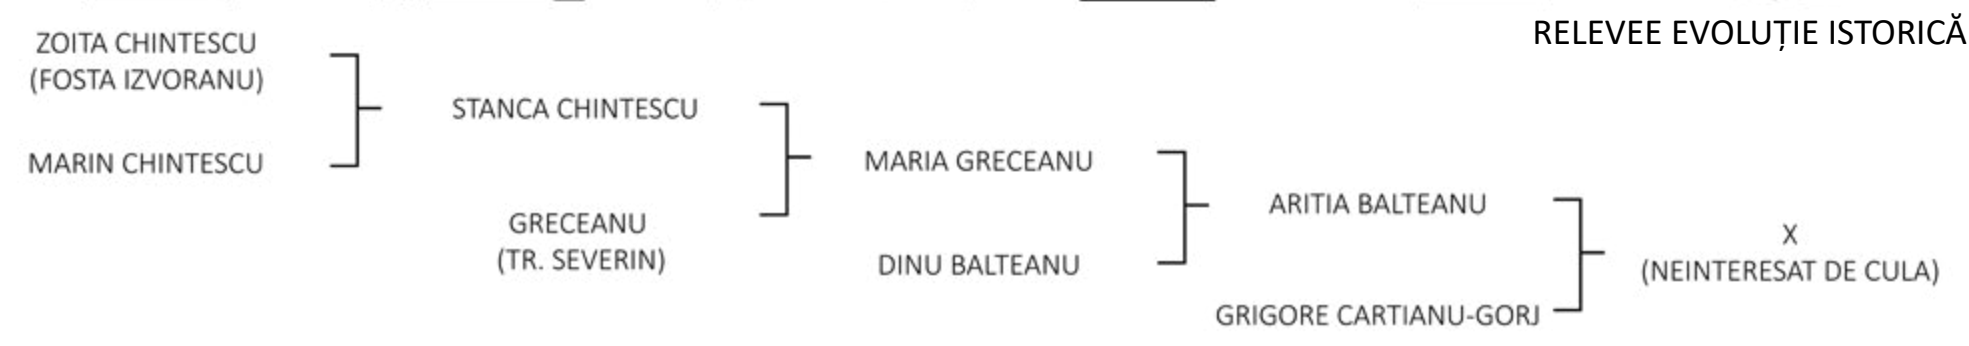 RELEVEE EVOLUȚIE ISTORICĂ
ZOITA CHINTESCU
(FOSTA IZVORANU)
MARIN CHINTESCU
STANCA CHINTESCU
GRECEANU
(TR. SEVERIN)
MARIA GRECEANU
DINU BALTEANU
ARITIA BALTEANU
GRIGORE CARTIANU-GORJ
X
(NEINTERESAT DE CULA)